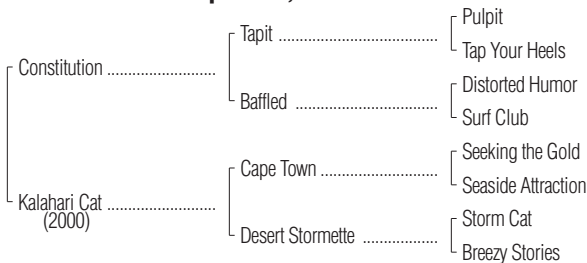 Pulpit
Tapit ........................................
Tap Your Heels
Constitution ...........................
Distorted Humor
Baffled ....................................
Surf Club
Seeking the Gold
Cape Town .............................
Seaside Attraction
Kalahari Cat ...........................
(2000)
Storm Cat
Desert Stormette ...................
Breezy Stories